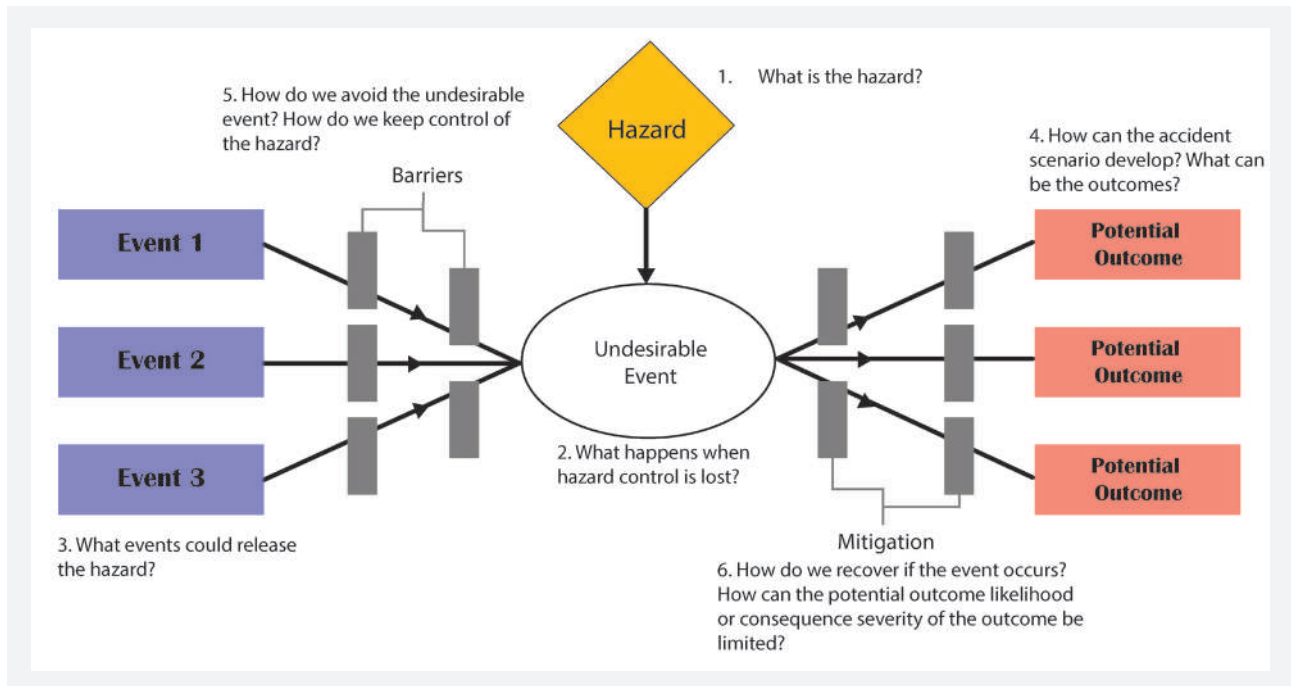 1. What is the hazard?
5. How do we avoid the undesirable
event? How do we keep control of
the hazard?
Hazard
4. How can the accident
scenario develop? What can
be the outcomes?
Barriers
Event 1
Potential
Outcome
Event 2
Undesirable
Event
Potential
Outcome
Event 3
2. What happens when
hazard control is lost?
Potential
Outcome
3. What events could release
the hazard?
Mitigation
6. How do we recover if the event occurs?
How can the potential outcome likelihood
or consequence severity of the outcome be
limited?